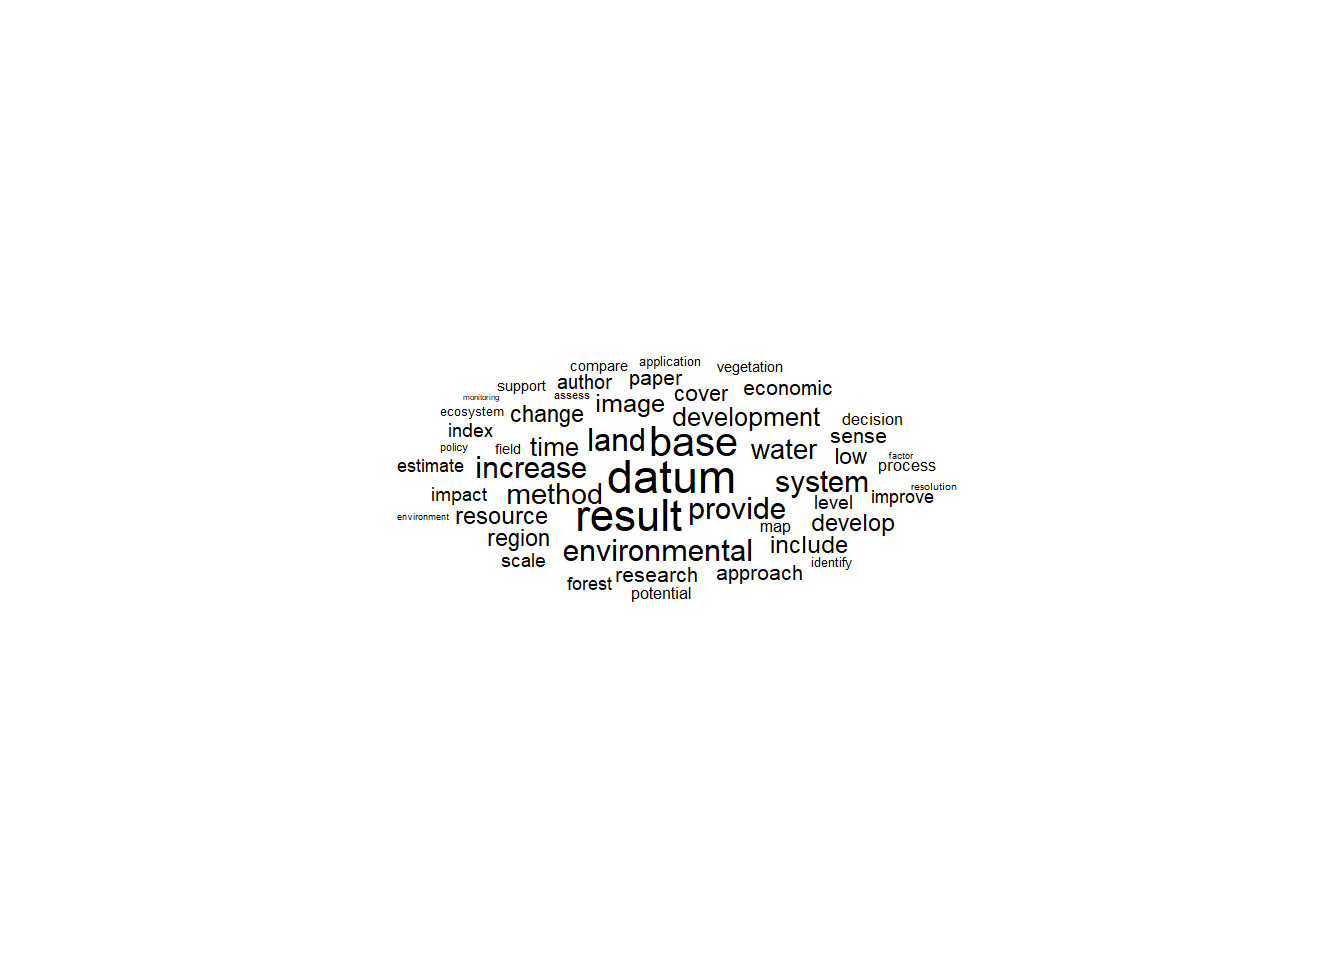 compare application vegetation
support author paper economic
monitoring assess image cover
ecosystem change development decision
index land base water sense
policy field time low factor
estimate increase datum system process
impact method level improve resolution
environment resource result provide map develop
region environmental include
scale research approach identify
forest potential